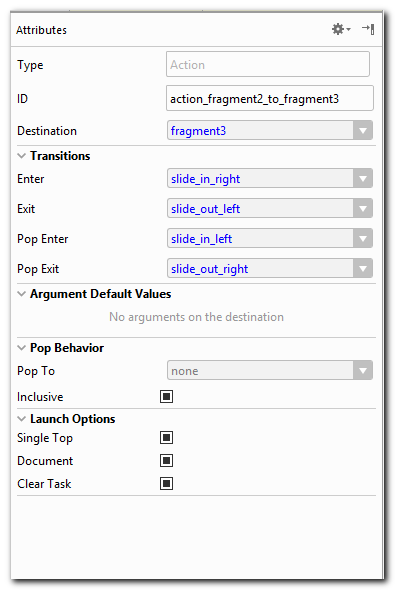 Attributes
Type Action
ID action_fragment2_to_fragment3
Destination fragment3
Transitions
Enter slide_in_right
Exit slide_out_left
Pop Enter slide_in_left
Pop Exit slide_out_right
Argument Default Values
No arguments on the destination
Pop Behavior
Pop To none
Inclusive
Launch Options
Single Top
Document
Clear Task